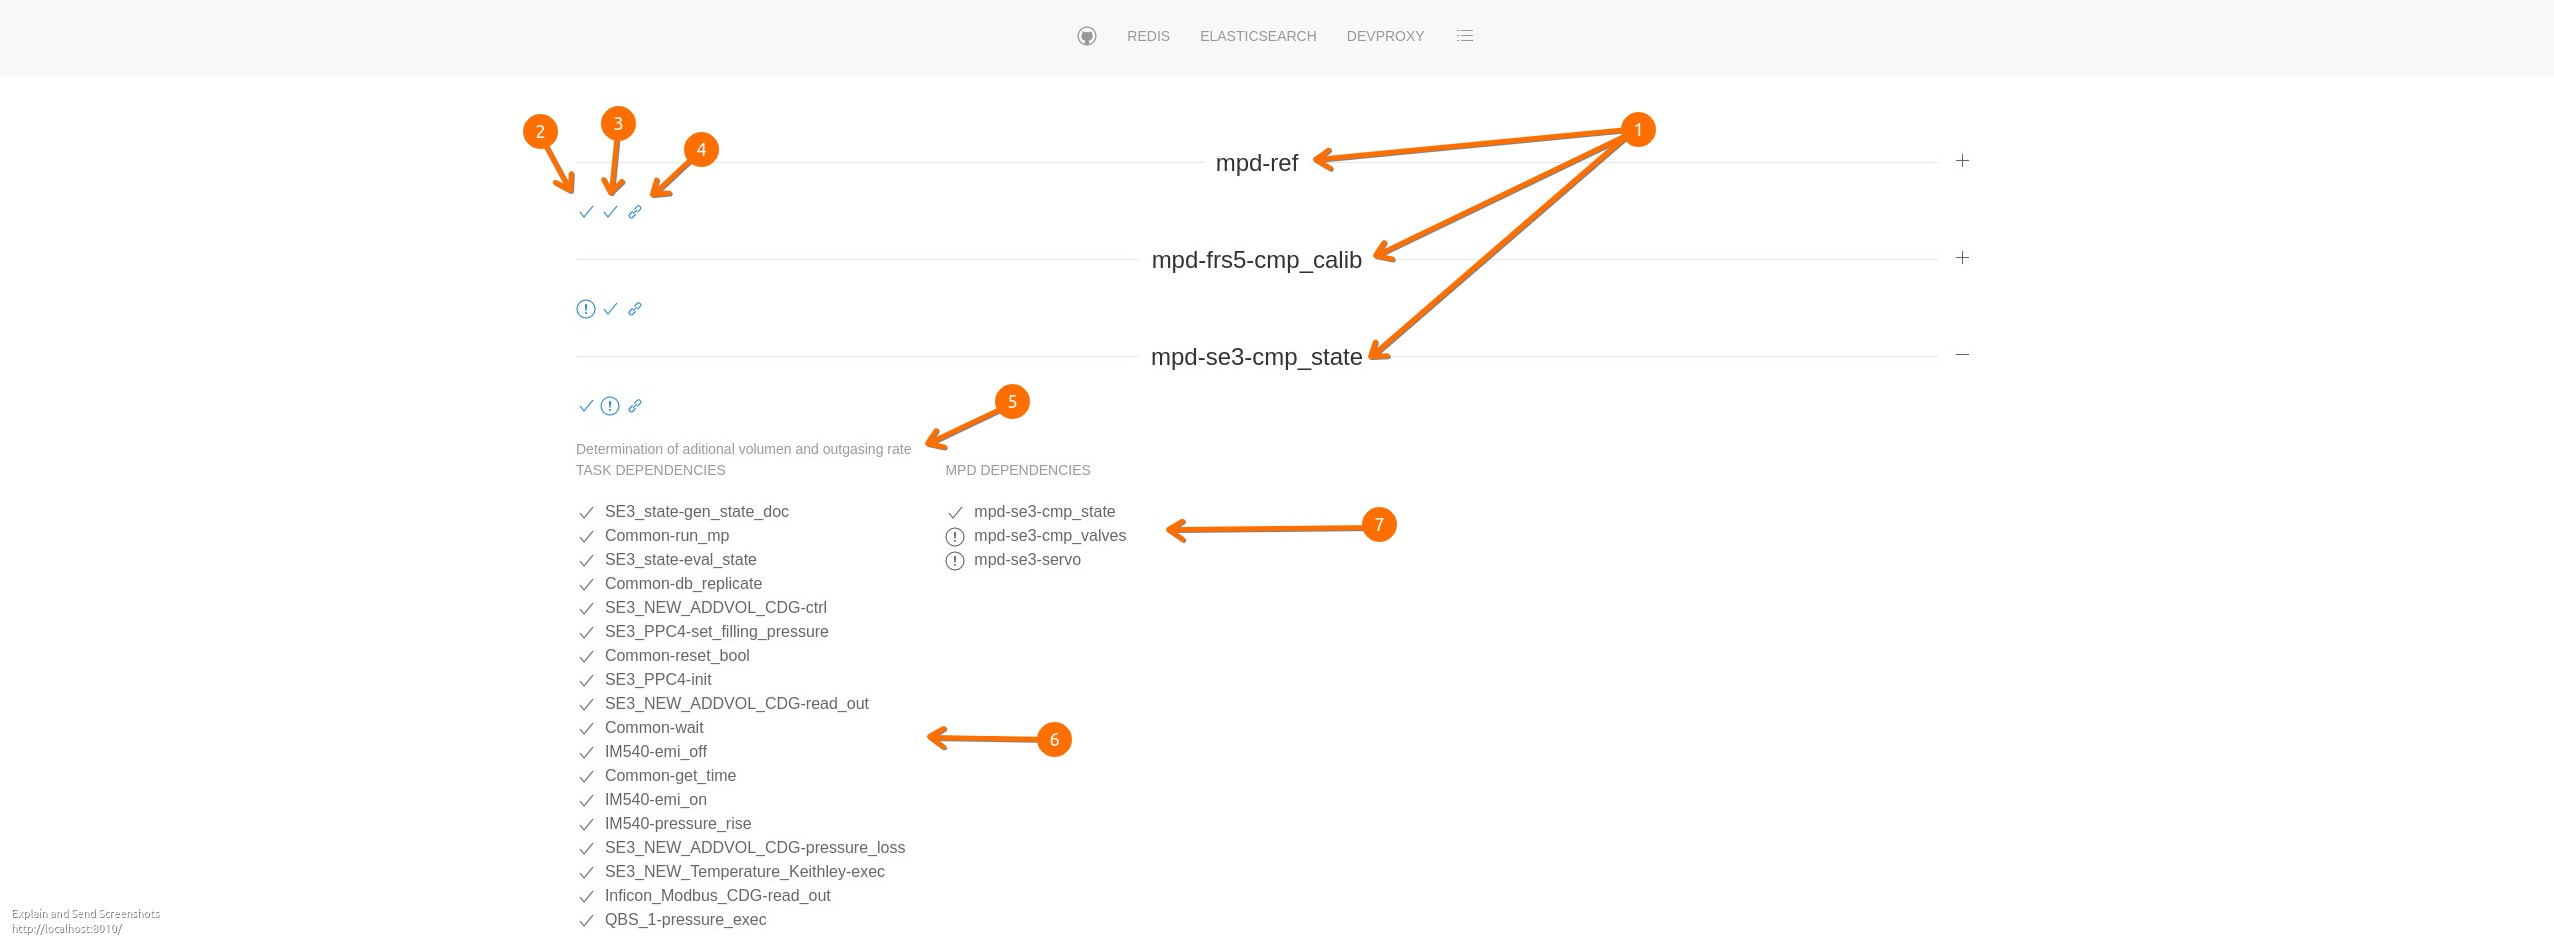 REDIS ELASTICSEARCH DEVPROXY
2 3 4 1
mpd-ref
mpd-frs5-cmp_calib
mpd-se3-cmp_state
5
Determination of aditional volumen and outgasing rate
TASK DEPENDENCIES
SE3_state-gen_state_doc
Common-run_mp
SE3_state-eval_state
Common-db_replicate
SE3_NEW_ADDVOL_CDG-ctrl
SE3_PPC4-set_filling_pressure
Common-reset_bool
SE3_PPC4-init
SE3_NEW_ADDVOL_CDG-read_out
Common-wait
IM540-emi_off
Common-get_time
IM540-emi_on
IM540-pressure_rise
SE3_NEW_ADDVOL_CDG-pressure_loss
SE3_NEW_Temperature_Keithley-exec
Inficon_Modbus_CDG-read_out
QBS_1-pressure_exec
6
MPD DEPENDENCIES
mpd-se3-cmp_state
mpd-se3-cmp_valves
mpd-se3-servo
7
Explain and Send Screenshots
http://localhost:8010/